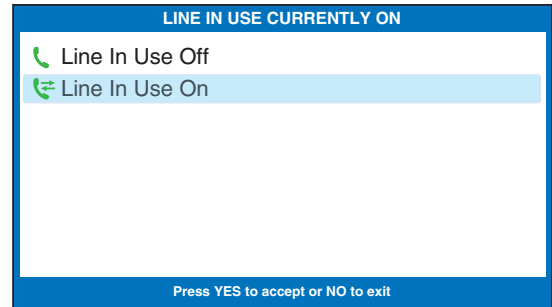 LINE IN USE CURRENTLY ON
Line In Use Off
Line In Use On
Press YES to accept or NO to exit